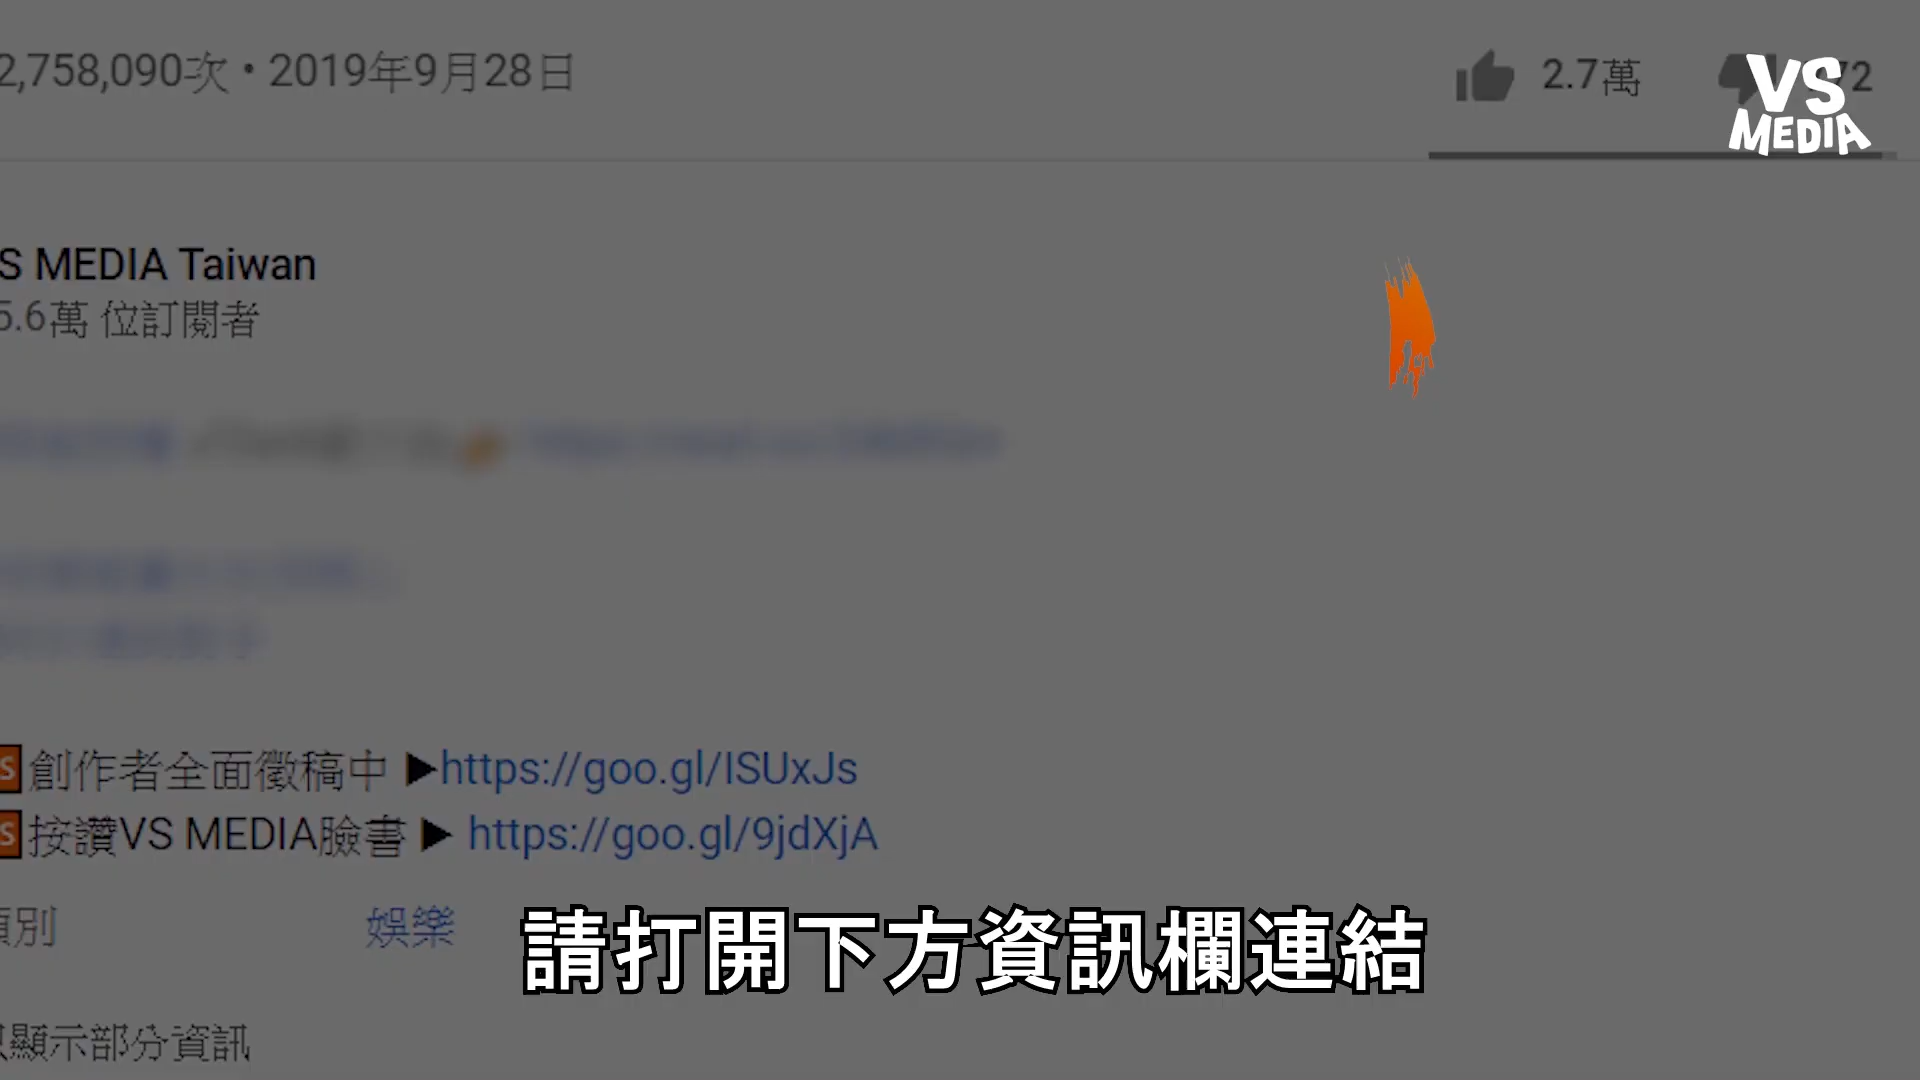 2,758,090次 • 2019年9月28日
2.7萬
VS
MEDIA
S MEDIA Taiwan
5.6萬 位訂閱者
創作者全面徵稿中 ▶https://goo.gl/ISUxJs
按讚VS MEDIA臉書 ▶ https://goo.gl/9jdXjA
類別 娛樂
請打開下方資訊欄連結
只顯示部分資訊